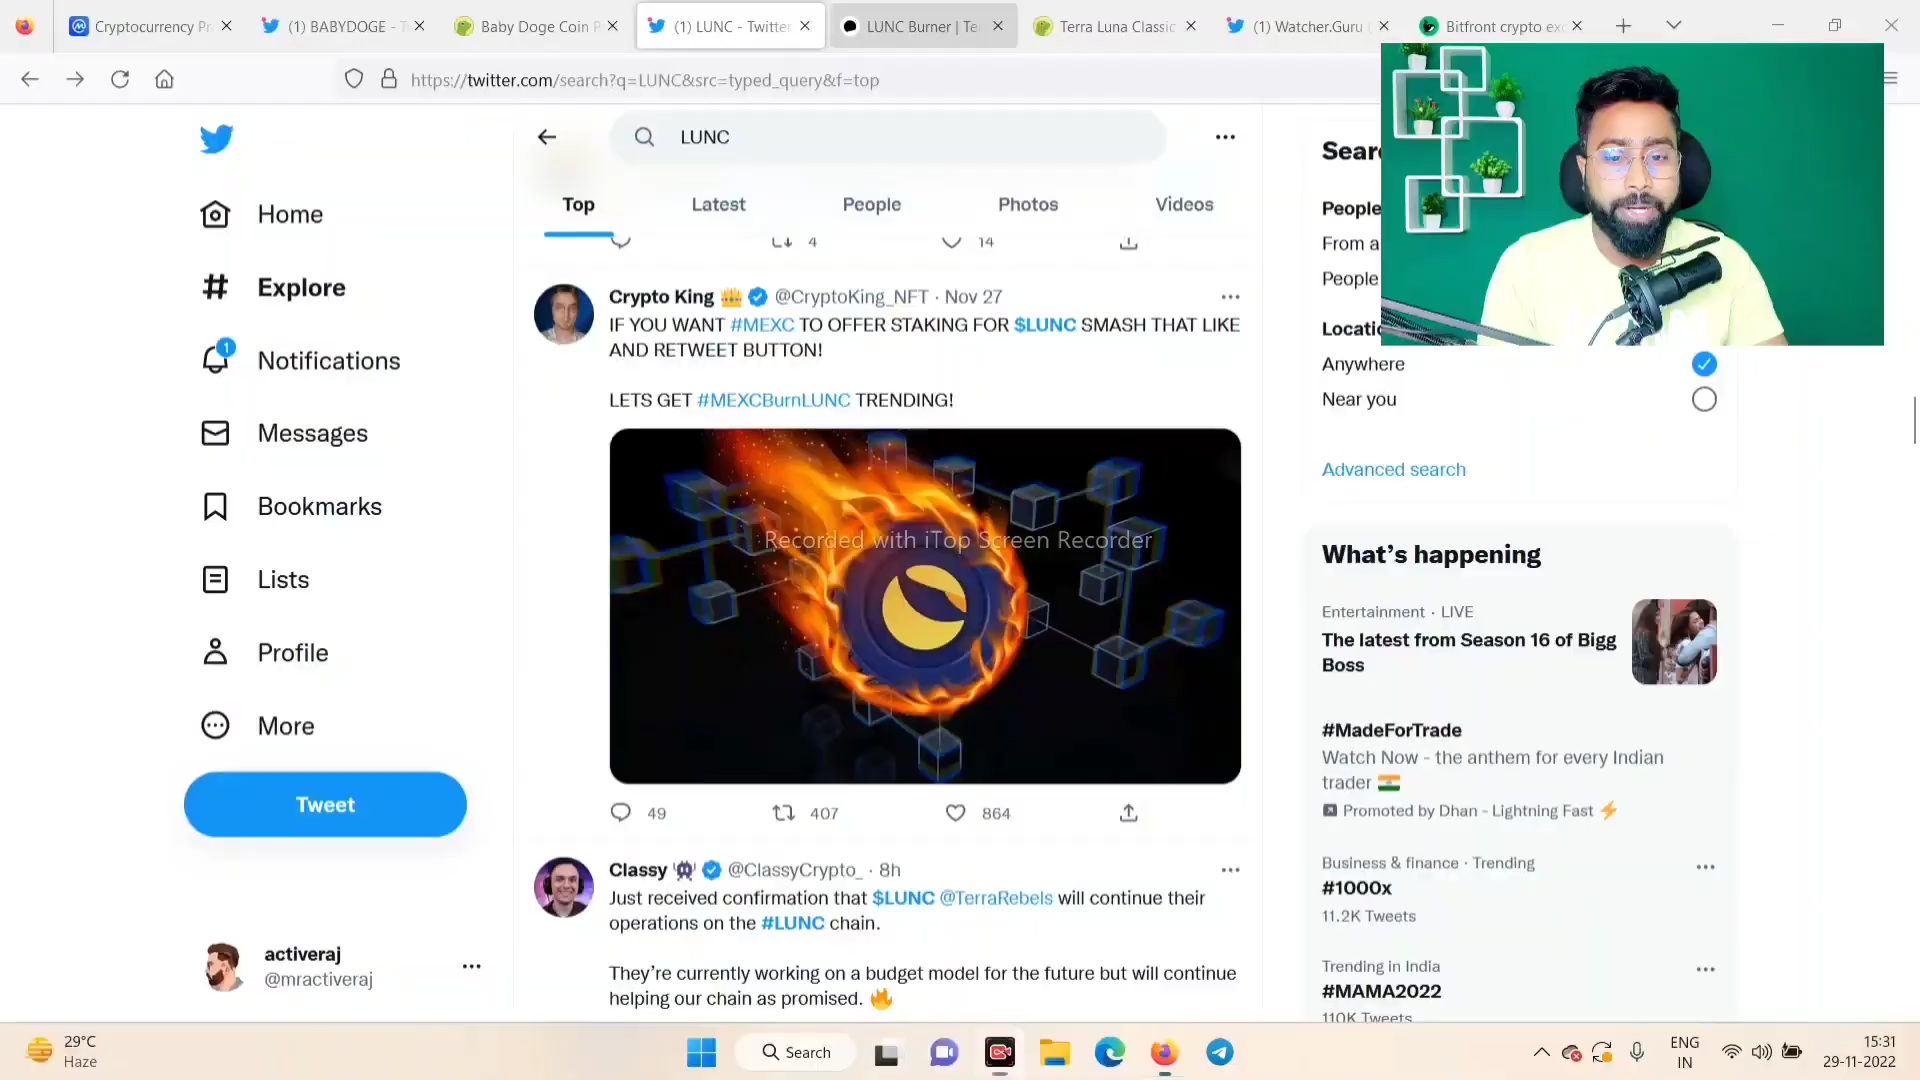 Cryptocurrency Pr
(1) BABYDOGE - T
Baby Doge Coin P
(1) LUNC - Twitter
LUNC Burner | Te
Terra Luna Classic
(1) Watcher.Guru
Bitfront crypto exc
https://twitter.com/search?q=LUNC&src=typed_query&f=top
LUNC
Top
Latest
People
Photos
Videos
Home
Explore
1
Notifications
Messages
Bookmarks
Lists
Profile
More
Tweet
activeraj
@mractiveraj
4
14
Crypto King 👑 @CryptoKing_NFT · Nov 27
IF YOU WANT #MEXC TO OFFER STAKING FOR $LUNC SMASH THAT LIKE
AND RETWEET BUTTON!
LETS GET #MEXCBurnLUNC TRENDING!
Recorded with iTop Screen Recorder
49
407
864
Classy 👾 @ClassyCrypto_ · 8h
Just received confirmation that $LUNC @TerraRebels will continue their
operations on the #LUNC chain.
They're currently working on a budget model for the future but will continue
helping our chain as promised. 🔥
Sear
People
From a
People
Locatio
Anywhere
Near you
Advanced search
What's happening
Entertainment · LIVE
The latest from Season 16 of Bigg
Boss
#MadeForTrade
Watch Now - the anthem for every Indian
trader 🇮🇳
Promoted by Dhan - Lightning Fast ⚡
Business & finance · Trending
#1000x
11.2K Tweets
Trending in India
#MAMA2022
110K Tweets
29°C
Haze
Search
ENG
IN
15:31
29-11-2022